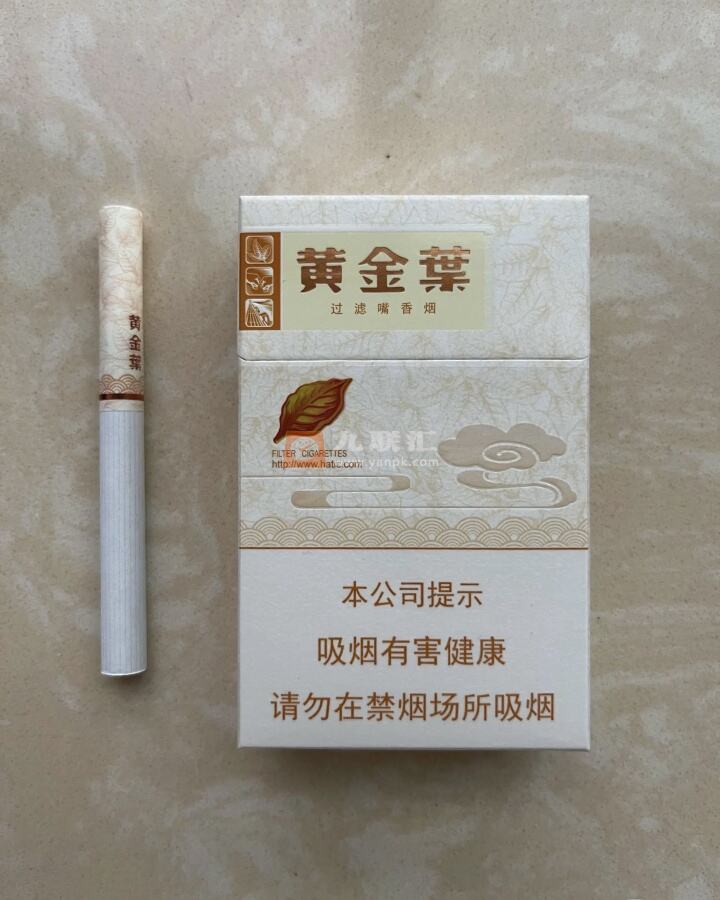 黄金葉
过滤嘴香烟
黄金葉
FILTER CIGARETTES
http://www.hatic.com
九联汇
www.yanpk.com
本公司提示
吸烟有害健康
请勿在禁烟场所吸烟